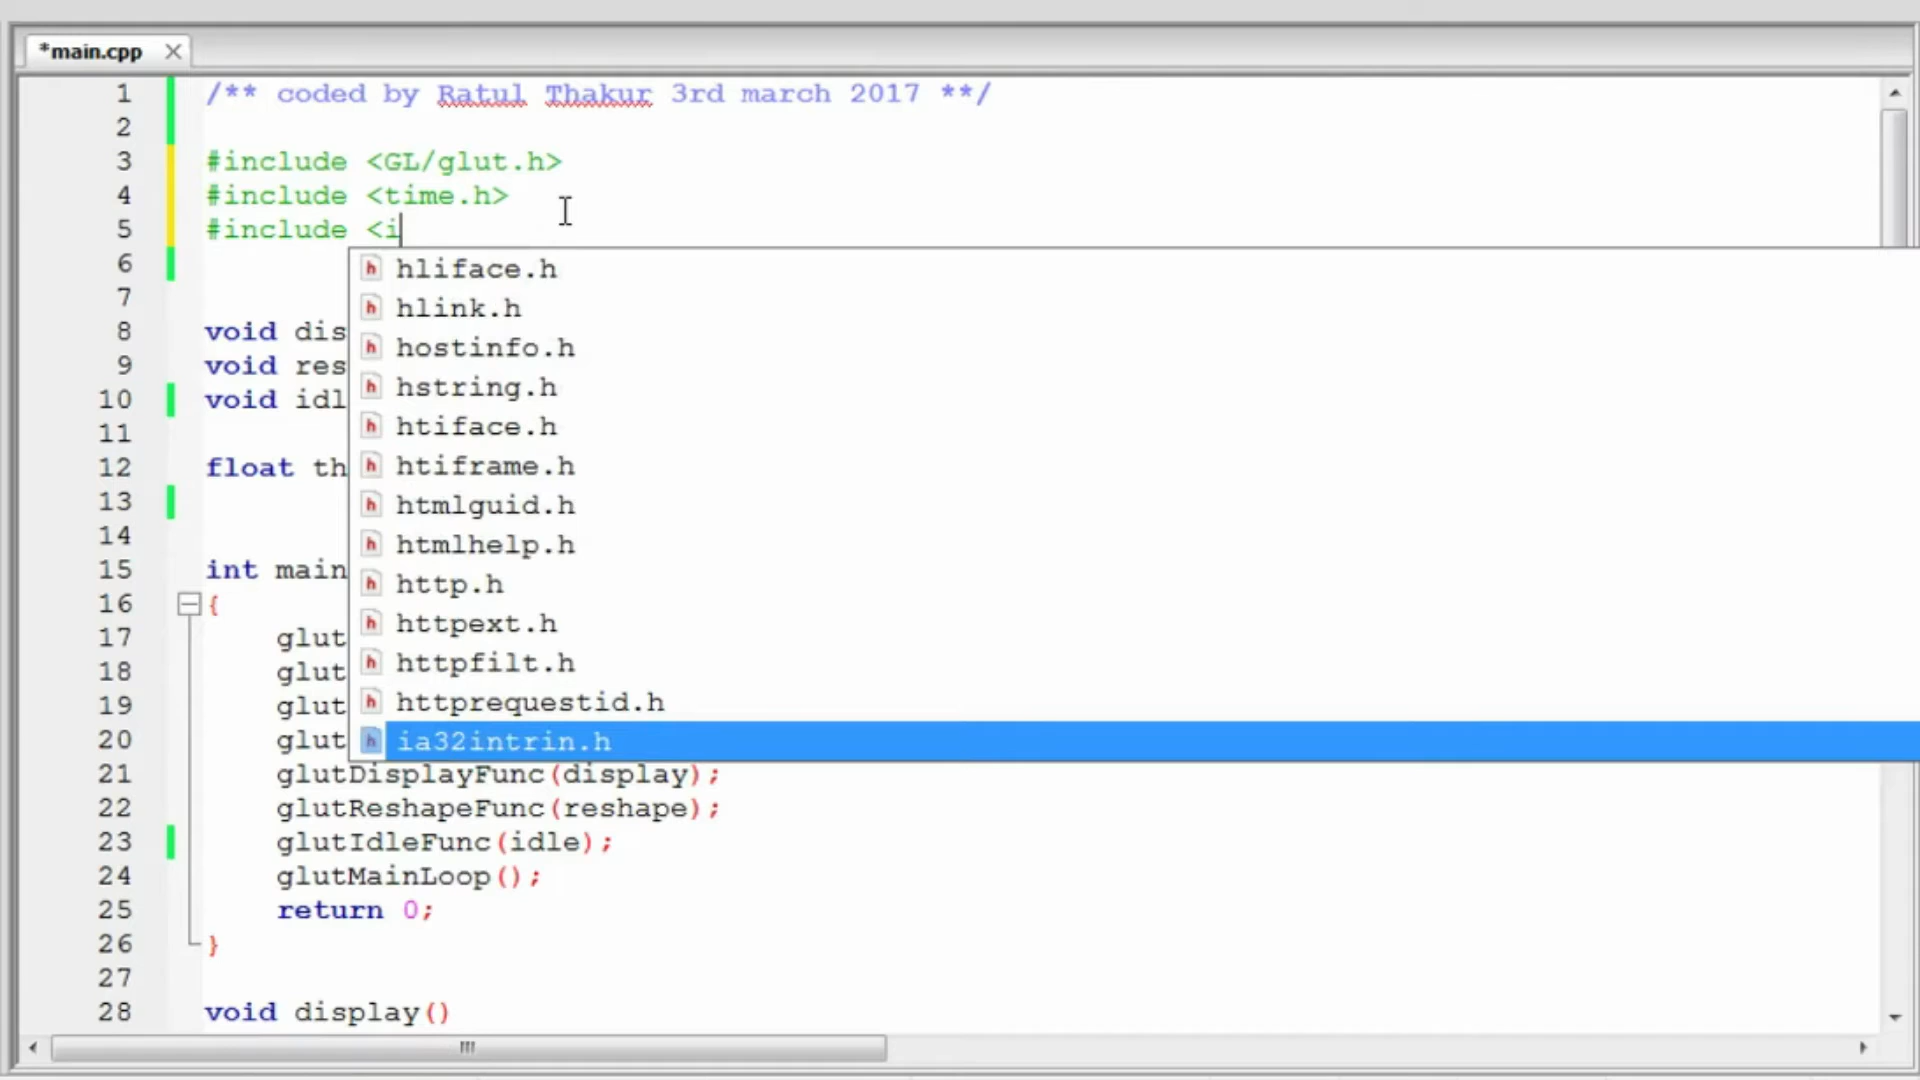 *main.cpp
1 /** coded by Ratul Thakur 3rd march 2017 **/
2
3 #include <GL/glut.h>
4 #include <time.h>
5 #include <i
6
hliface.h
7
hlink.h
8 void dis
hostinfo.h
9 void res
hstring.h
10 void idl
htiface.h
11
12 float th
htiframe.h
13
htmlguid.h
14
htmlhelp.h
15 int main
http.h
16 {
httpext.h
17 glut
httpfilt.h
18 glut
httprequestid.h
19 glut
ia32intrin.h
20 glut
21 glutDisplayFunc(display);
22 glutReshapeFunc(reshape);
23 glutIdleFunc(idle);
24 glutMainLoop();
25 return 0;
26 }
27
28 void display()